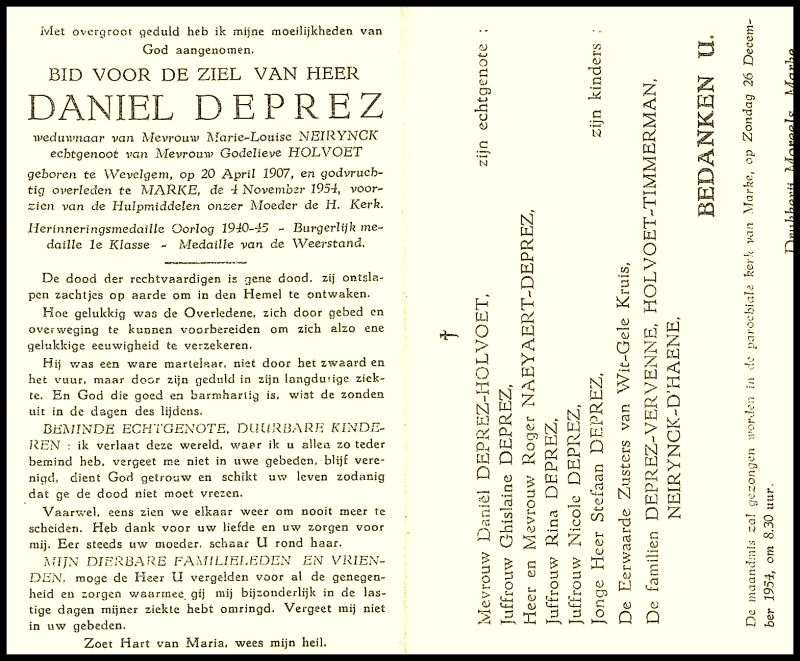 Met overgroot geduld heb ik mijne moeilijkheden van
God aangenomen.
BID VOOR DE ZIEL VAN HEER
DANIEL DEPREZ
weduwnaar van Mevrouw Marie-Louise NEIRYNCK
echtgenoot van Mevrouw Godelieve HOLVOET
geboren te Wevelgem, op 20 April 1907, en godvruch-
tig overleden te MARKE, de 4 November 1954, voor-
zien van de Hulpmiddelen onzer Moeder de H. Kerk.
Herinneringsmedaille Oorlog 1940-45 - Burgerlijk me-
daille 1e Klasse - Medaille van de Weerstand.
De dood der rechtvaardigen is gene dood, zij ontsla-
pen zachtjes op aarde om in den Hemel te ontwaken.
Hoe gelukkig was de Overledene, zich door gebed en
overweging te kunnen voorbereiden om zich alzo ene
gelukkige eeuwigheid te verzekeren.
Hij was een ware martelaar, niet door het zwaard en
het vuur, maar door zijn geduld in zijn langdurige ziek-
te. En God die goed en barmhartig is, wist de zonden
uit in de dagen des lijdens.
BEMINDE ECHTGENOTE, DUURBARE KINDE-
REN : ik verlaat deze wereld, waar ik u allen zo teder
bemind heb, vergeet me niet in uwe gebeden, blijf vere-
nigd, dient God getrouw en schikt uw leven zodanig
dat ge de dood niet moet vrezen.
Vaarwel, eens zien we elkaar weer om nooit meer te
scheiden. Heb dank voor uw liefde en uw zorgen voor
mij. Eer steeds uw moeder, schaar U rond haar.
MIJN DIERBARE FAMILIELEDEN EN VRIEN-
DEN, moge de Heer U vergelden voor al de genegen-
heid en zorgen waarmee gij mij bijzonderlijk in de las-
tige dagen mijner ziekte hebt omringd. Vergeet mij niet
in uw gebeden.
Zoet Hart van Maria, wees mijn heil.
†
Mevrouw Daniël DEPREZ-HOLVOET, zijn echtgenote ;
Juffrouw Ghislaine DEPREZ,
Heer en Mevrouw Roger NAEYAERT-DEPREZ,
Juffrouw Rina DEPREZ,
Juffrouw Nicole DEPREZ,
Jonge Heer Stefaan DEPREZ, zijn kinders ;
De Eerwaarde Zusters van Wit-Gele Kruis,
De familien DEPREZ-VERVENNE, HOLVOET-TIMMERMAN,
NEIRYNCK-D'HAENE,
BEDANKEN U.
De maandmis zal gezongen worden in de parochiale kerk van Marke, op Zondag 26 Decem-
ber 1954, om 8.30 uur.
Drukkerij Moreels Marke